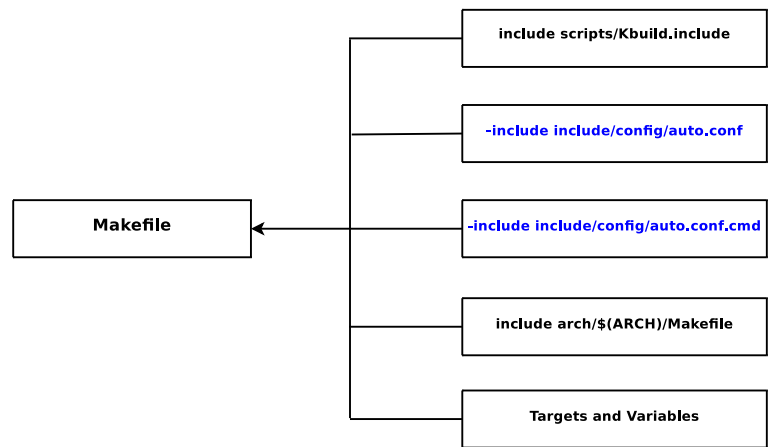 include scripts/Kbuild.include
-include include/config/auto.conf
Makefile
-include include/config/auto.conf.cmd
include arch/$(ARCH)/Makefile
Targets and Variables